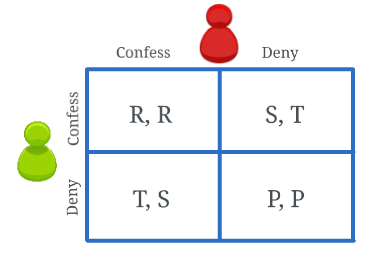 Confess Deny
Confess
R, R S, T
Deny
T, S P, P